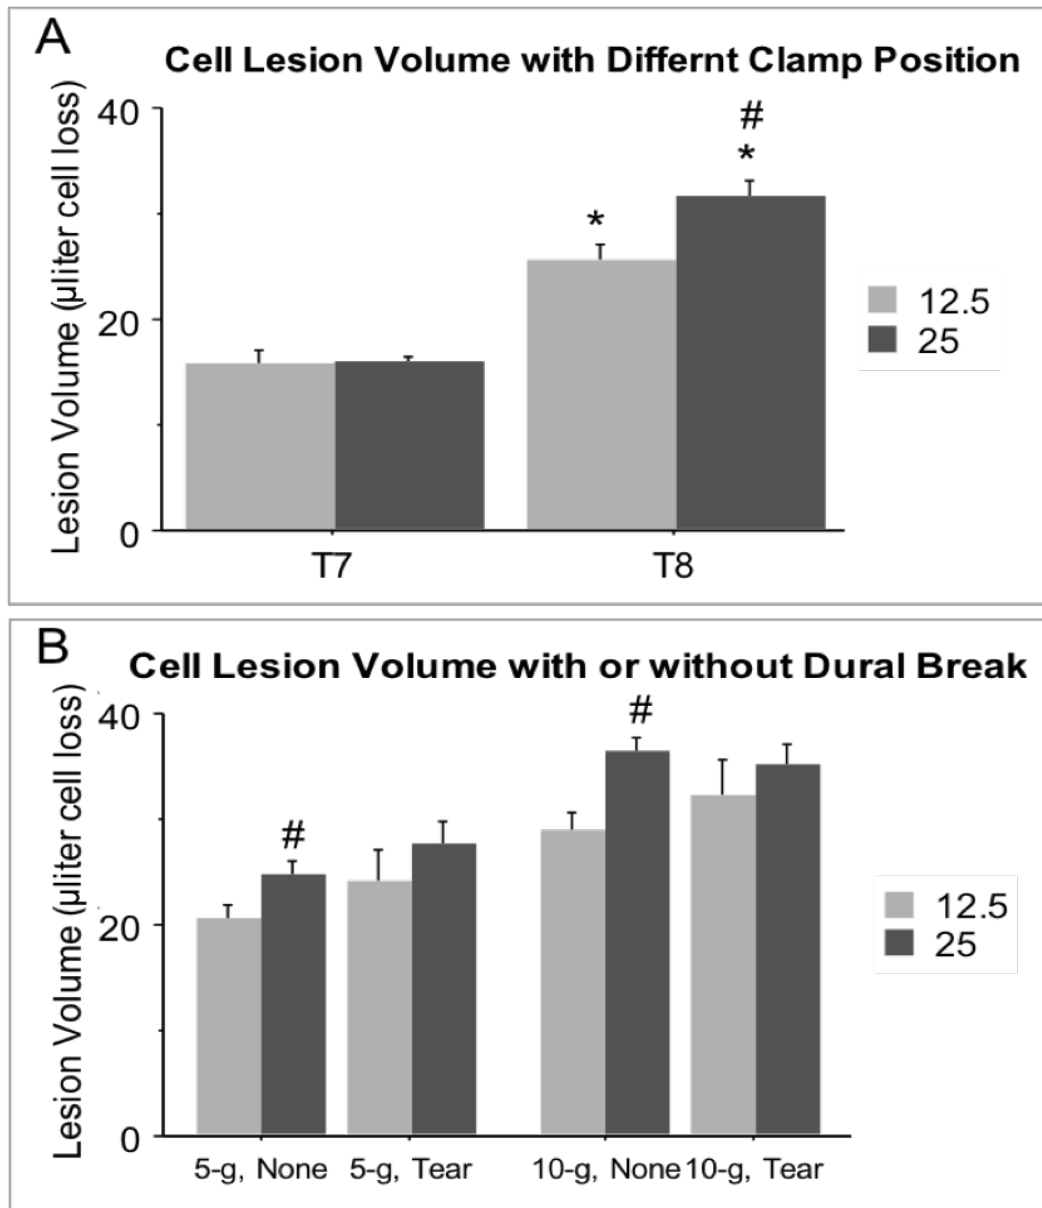 A
Cell Lesion Volume with Differnt Clamp Position
Lesion Volume (µliter cell loss)
40
20
0
*
#
*
T7
T8
12.5
25
B
Cell Lesion Volume with or without Dural Break
Lesion Volume (µliter cell loss)
40
20
0
#
#
5-g, None
5-g, Tear
10-g, None
10-g, Tear
12.5
25